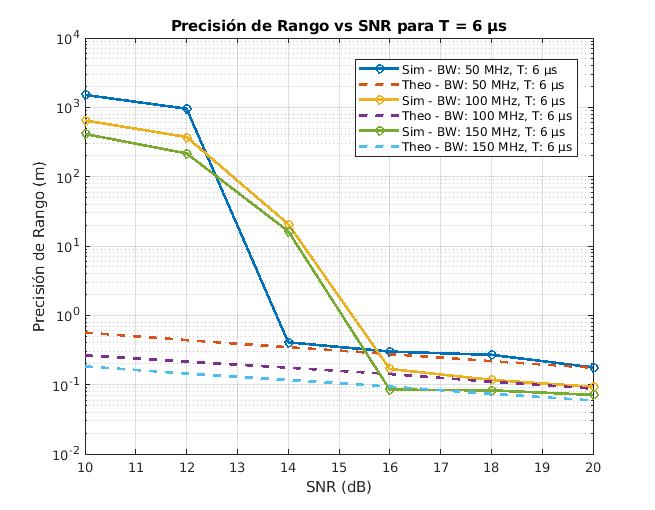 Precisión de Rango vs SNR para T = 6 µs
Precisión de Rango (m)
10^4
10^3
10^2
10^1
10^0
10^-1
10^-2
Sim - BW: 50 MHz, T: 6 µs
Theo - BW: 50 MHz, T: 6 µs
Sim - BW: 100 MHz, T: 6 µs
Theo - BW: 100 MHz, T: 6 µs
Sim - BW: 150 MHz, T: 6 µs
Theo - BW: 150 MHz, T: 6 µs
10 11 12 13 14 15 16 17 18 19 20
SNR (dB)